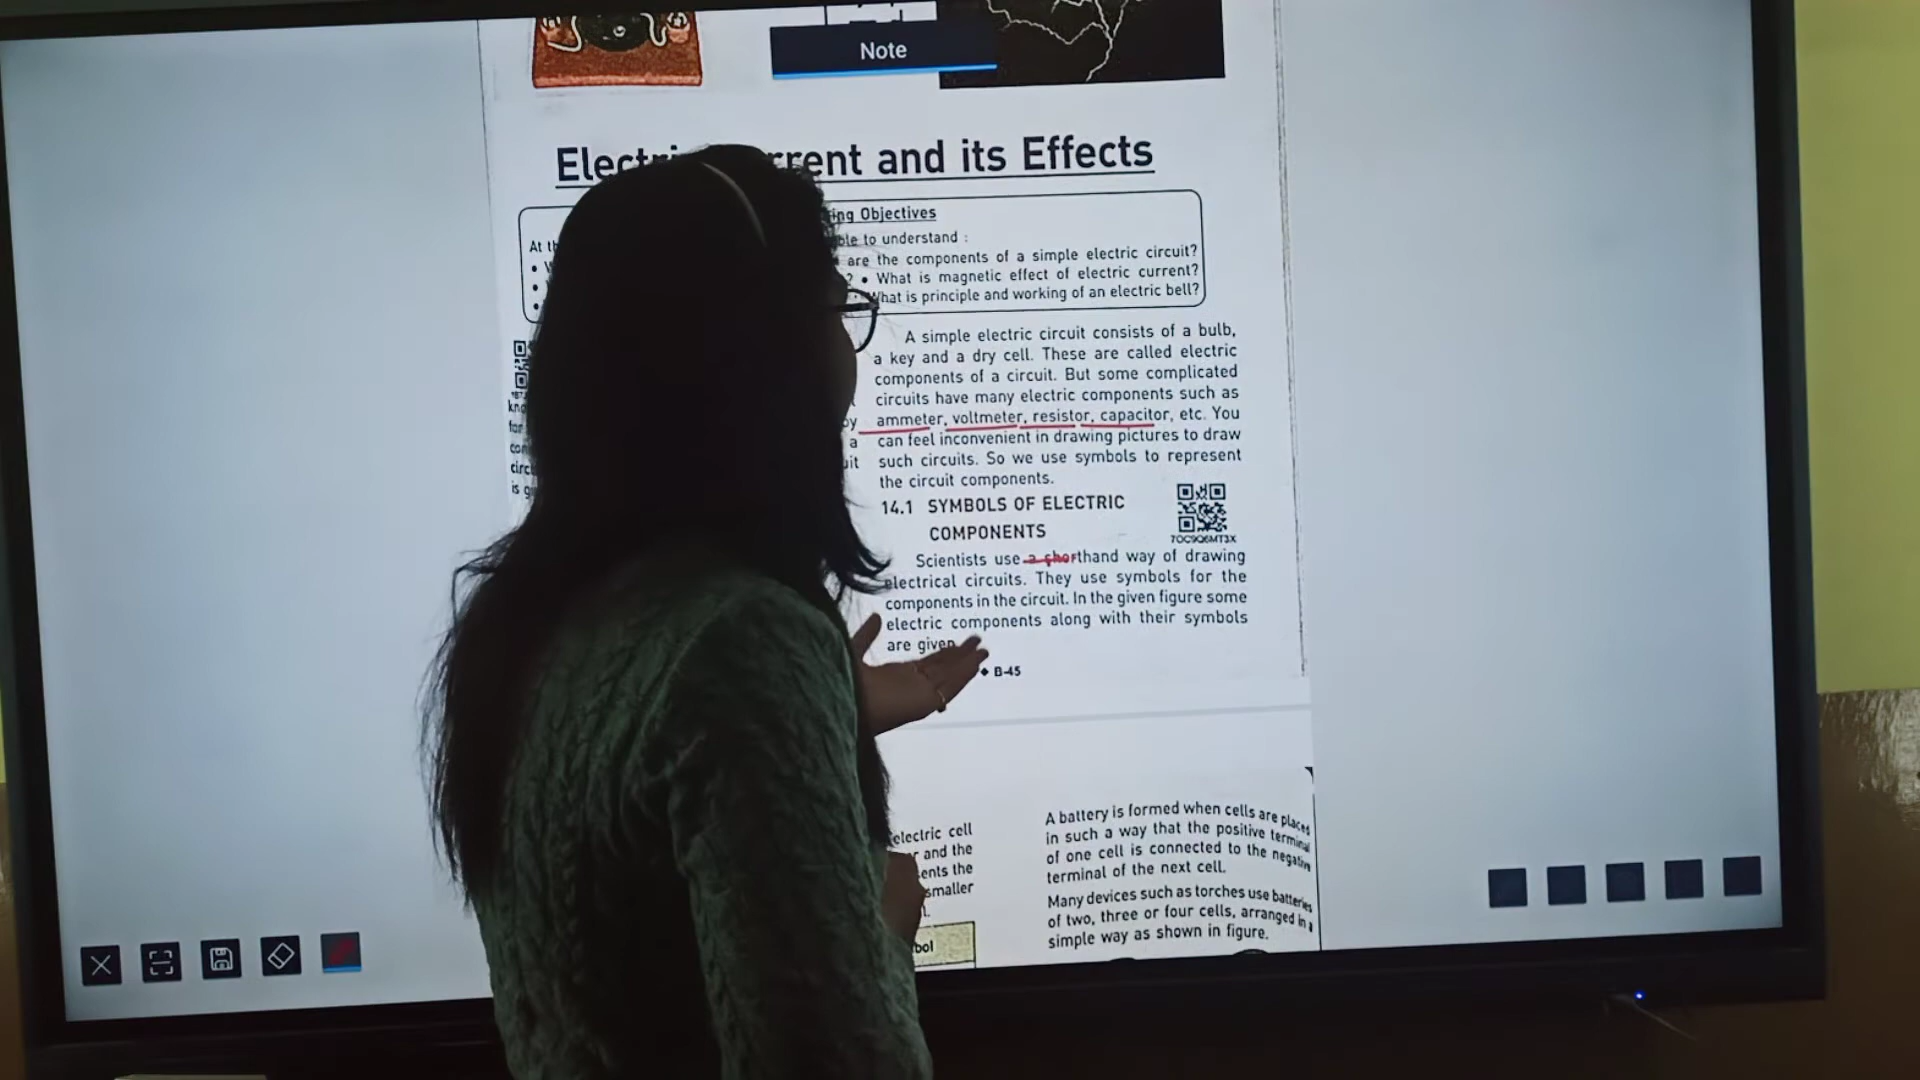 Note
and its Effects
Objectives
At
to understand :
are the components of a simple electric circuit?
? • What is magnetic effect of electric current?
What is principle and working of an electric bell?
A simple electric circuit consists of a bulb,
a key and a dry cell. These are called electric
components of a circuit. But some complicated
circuits have many electric components such as
ammeter, voltmeter, resistor, capacitor, etc. You
a
can feel inconvenient in drawing pictures to draw
such circuits. So we use symbols to represent
the circuit components.
is
14.1 SYMBOLS OF ELECTRIC
COMPONENTS
7OC9Q6MT3X
Scientists use a shorthand way of drawing
electrical circuits. They use symbols for the
components in the circuit. In the given figure some
electric components along with their symbols
are given
◆ B-45
electric cell
and the
the
smaller
A battery is formed when cells are places
in such a way that the positive terminal
of one cell is connected to the negative
terminal of the next cell.
Many devices such as torches use batteries
of two, three or four cells, arranged in a
simple way as shown in figure.